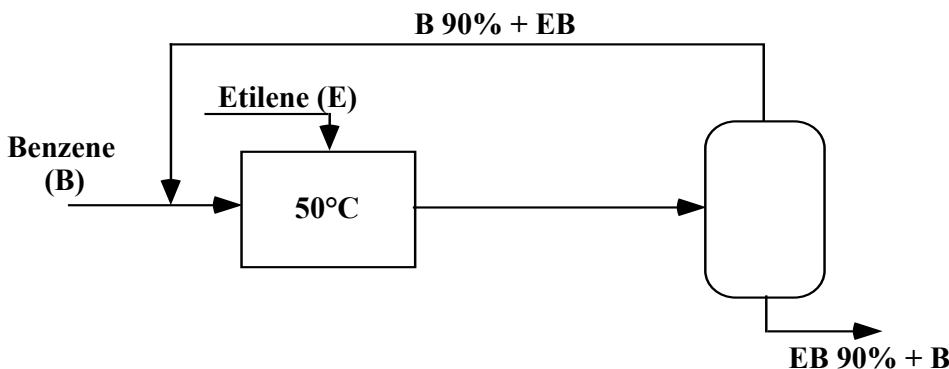 B 90% + EB
Etilene (E)
Benzene
(B)
50°C
EB 90% + B